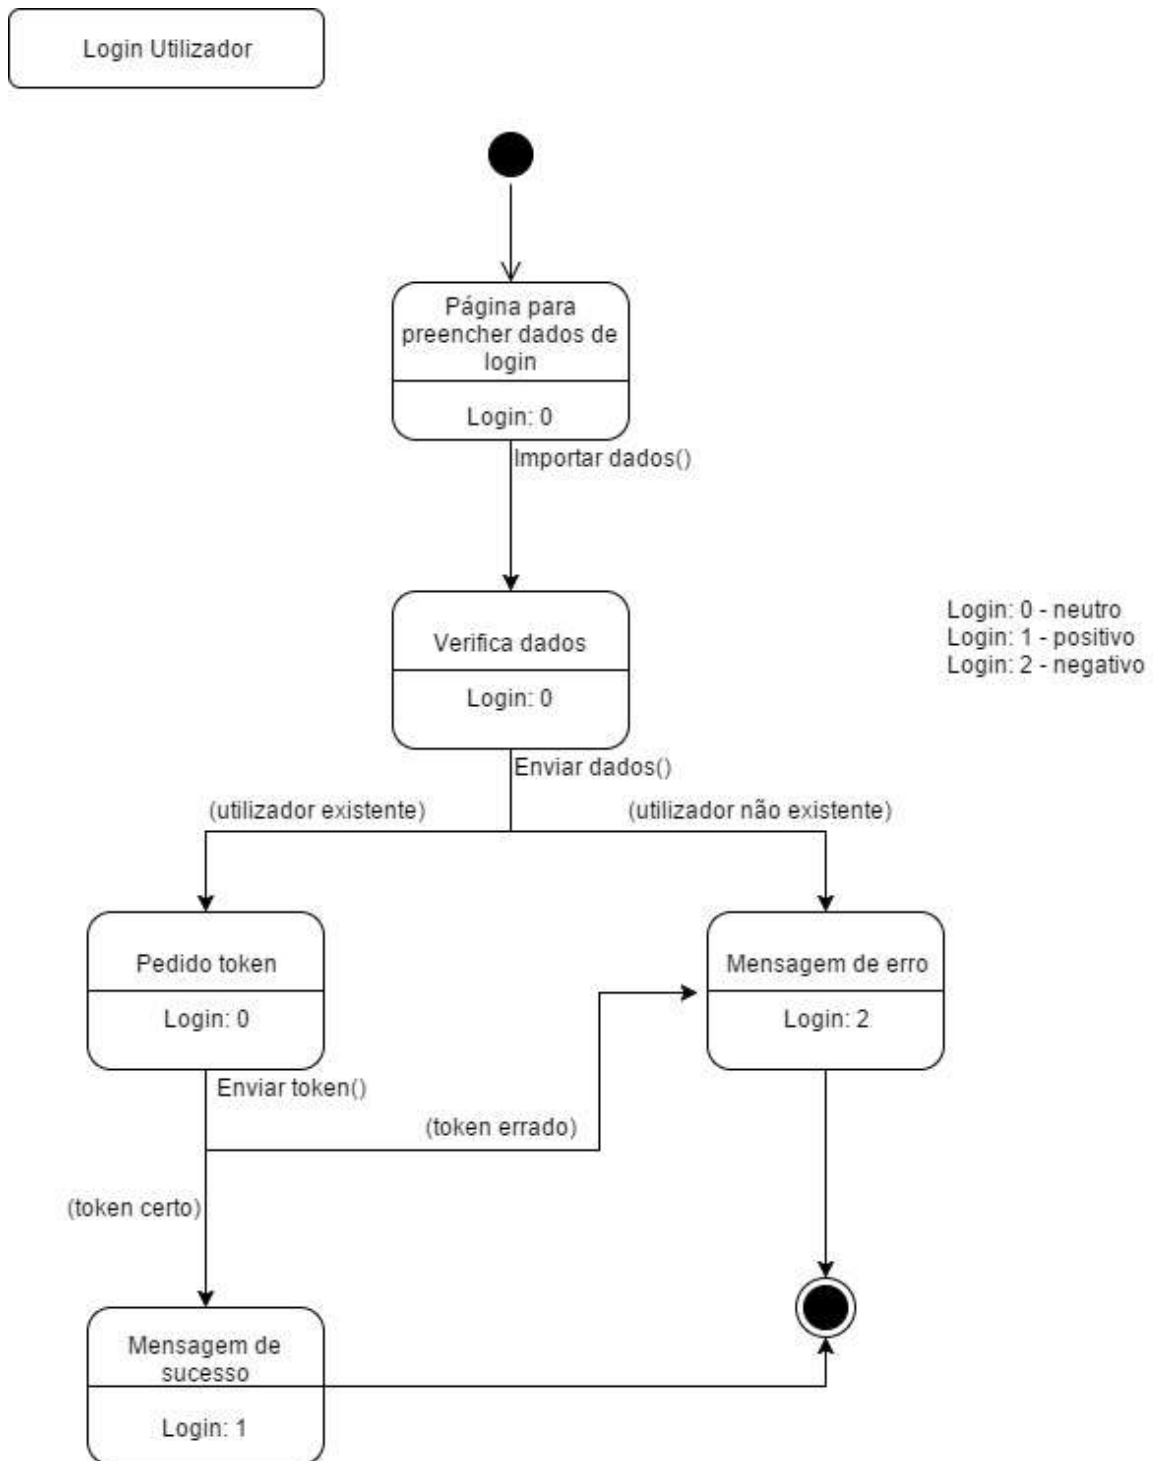 Login Utilizador
Página para
preencher dados de
login
Login: 0
Importar dados()
Verifica dados
Login: 0
Login: 0 - neutro
Login: 1 - positivo
Login: 2 - negativo
Enviar dados()
(utilizador existente)
(utilizador não existente)
Pedido token
Login: 0
Mensagem de erro
Login: 2
Enviar token()
(token errado)
(token certo)
Mensagem de
sucesso
Login: 1